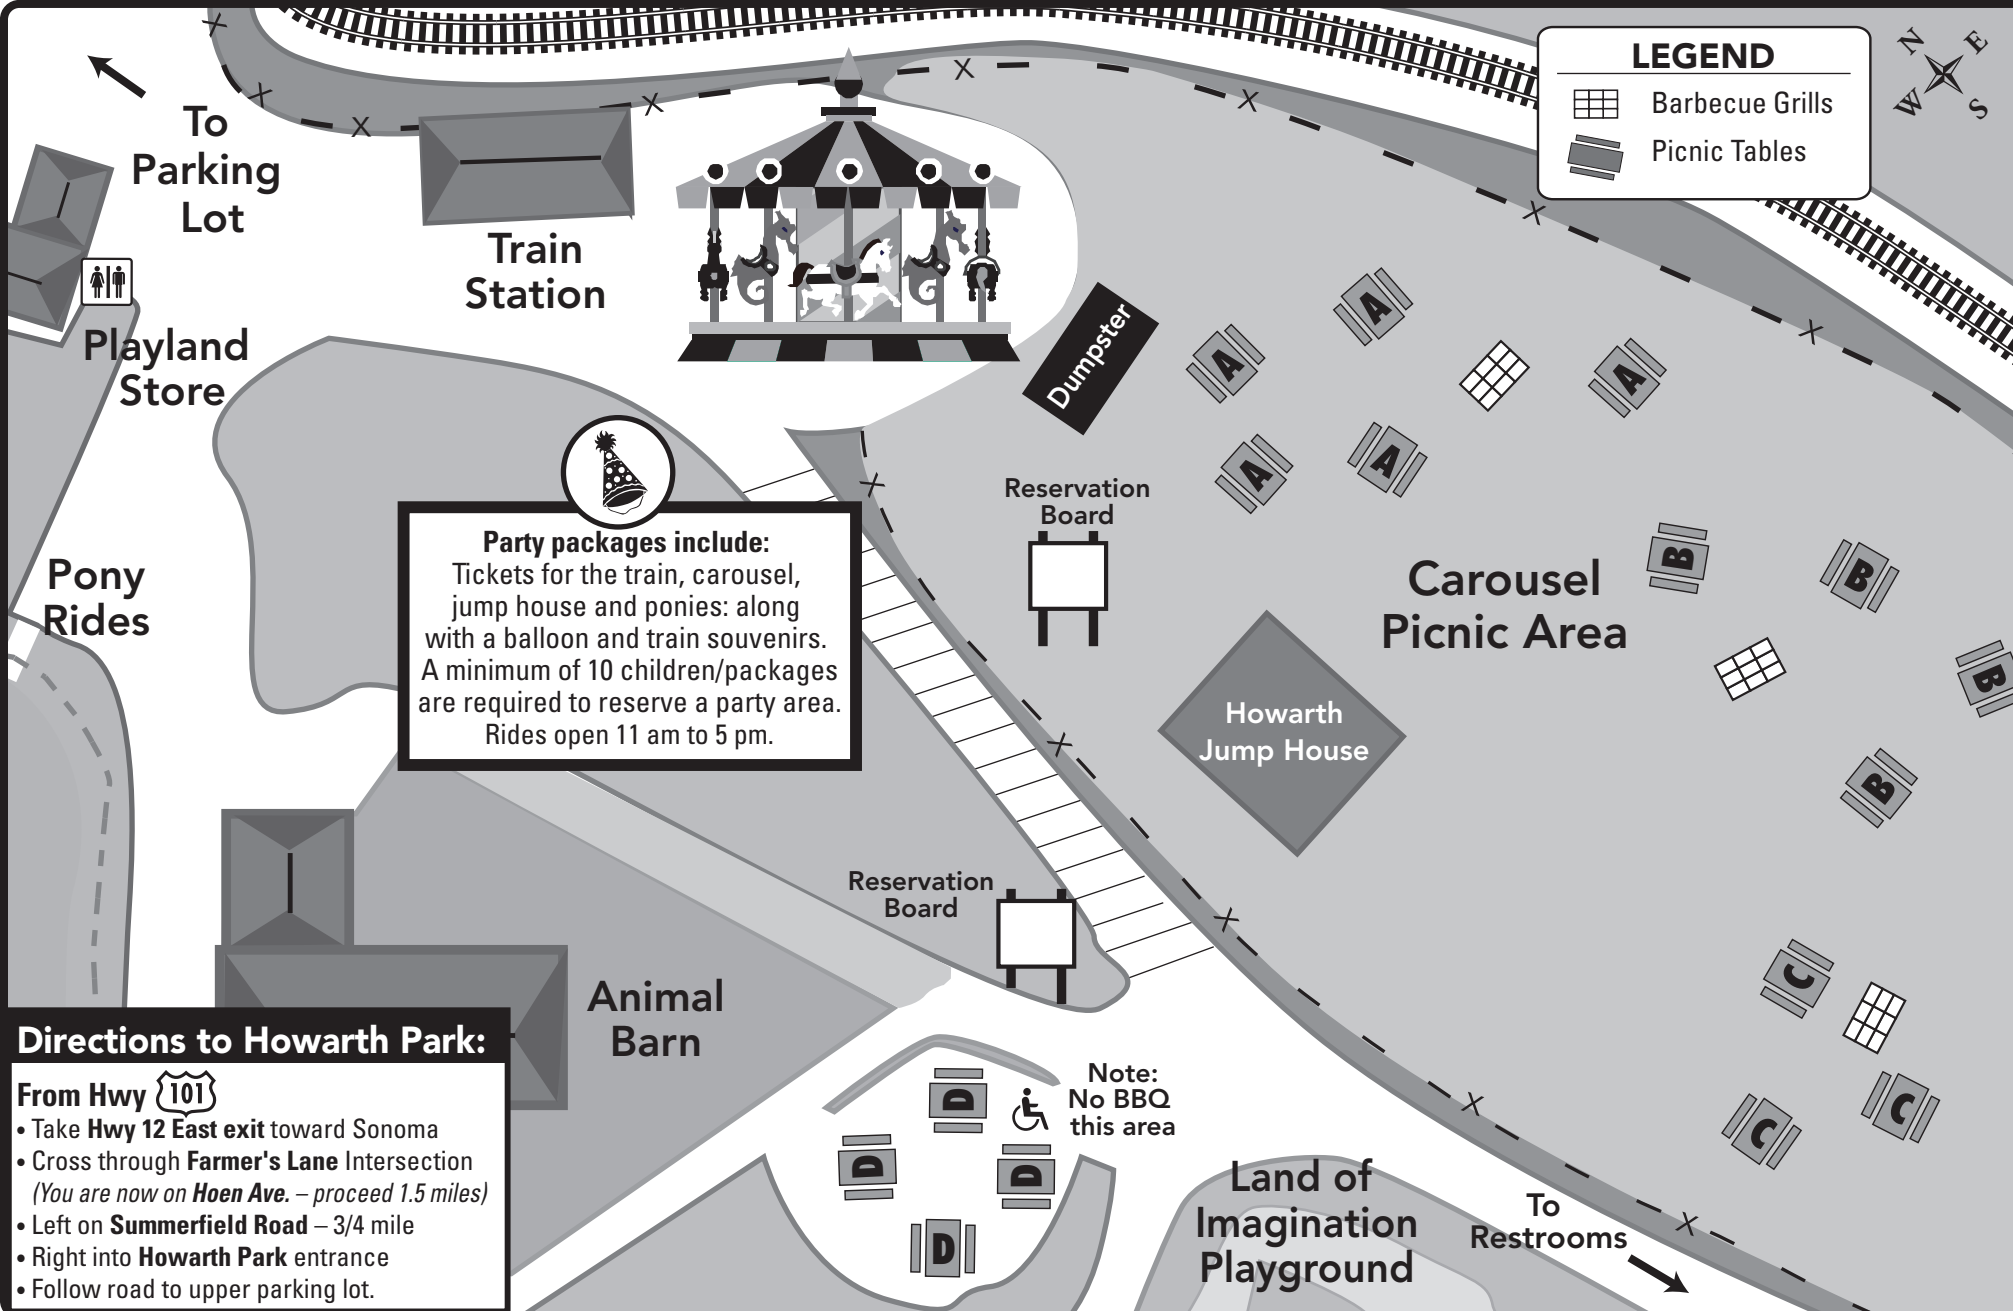 LEGEND
Barbecue Grills
Picnic Tables
N
E
W
S
To
Parking
Lot
Train
Station
Playland
Store
Dumpster
A
A
A
A
A
Reservation
Board
Party packages include:
Tickets for the train, carousel,
jump house and ponies: along
with a balloon and train souvenirs.
A minimum of 10 children/packages
are required to reserve a party area.
Rides open 11 am to 5 pm.
Pony
Rides
Carousel
Picnic Area
B
B
B
B
Howarth
Jump House
Reservation
Board
Animal
Barn
C
C
C
Note:
No BBQ
this area
D
D
D
D
Land of
Imagination
Playground
To
Restrooms
Directions to Howarth Park:
From Hwy 101
• Take Hwy 12 East exit toward Sonoma
• Cross through Farmer's Lane Intersection
(You are now on Hoen Ave. – proceed 1.5 miles)
• Left on Summerfield Road – 3/4 mile
• Right into Howarth Park entrance
• Follow road to upper parking lot.